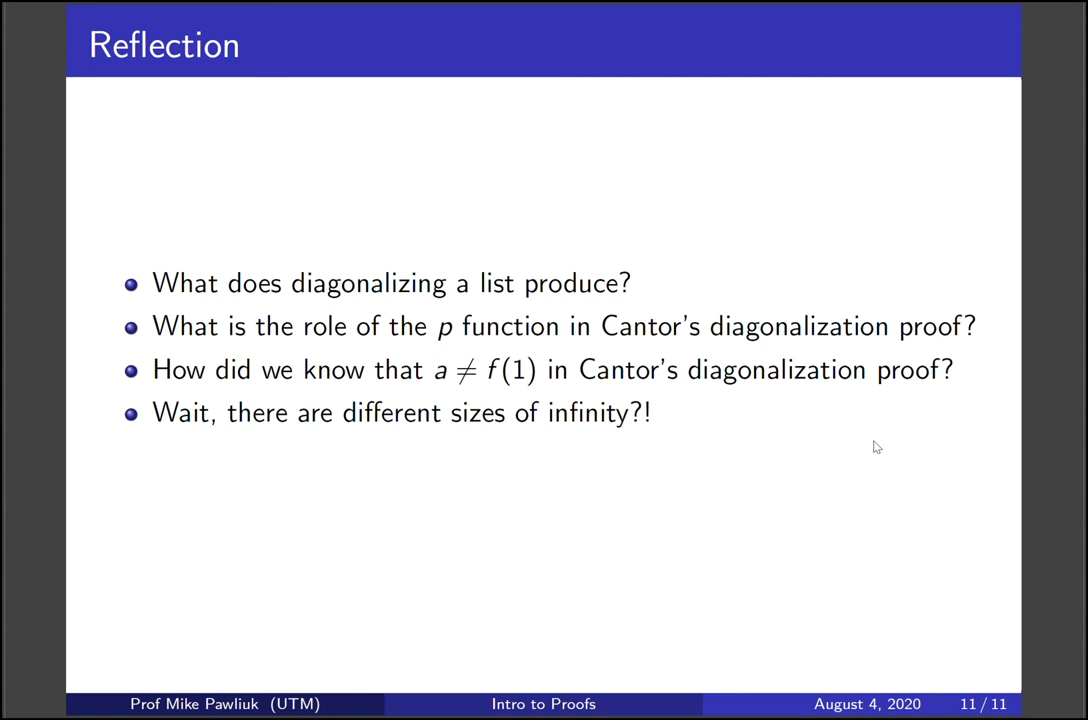 Reflection
What does diagonalizing a list produce?
What is the role of the p function in Cantor's diagonalization proof?
How did we know that a ≠ f(1) in Cantor's diagonalization proof?
Wait, there are different sizes of infinity?!
Prof Mike Pawliuk (UTM) Intro to Proofs August 4, 2020 11 / 11